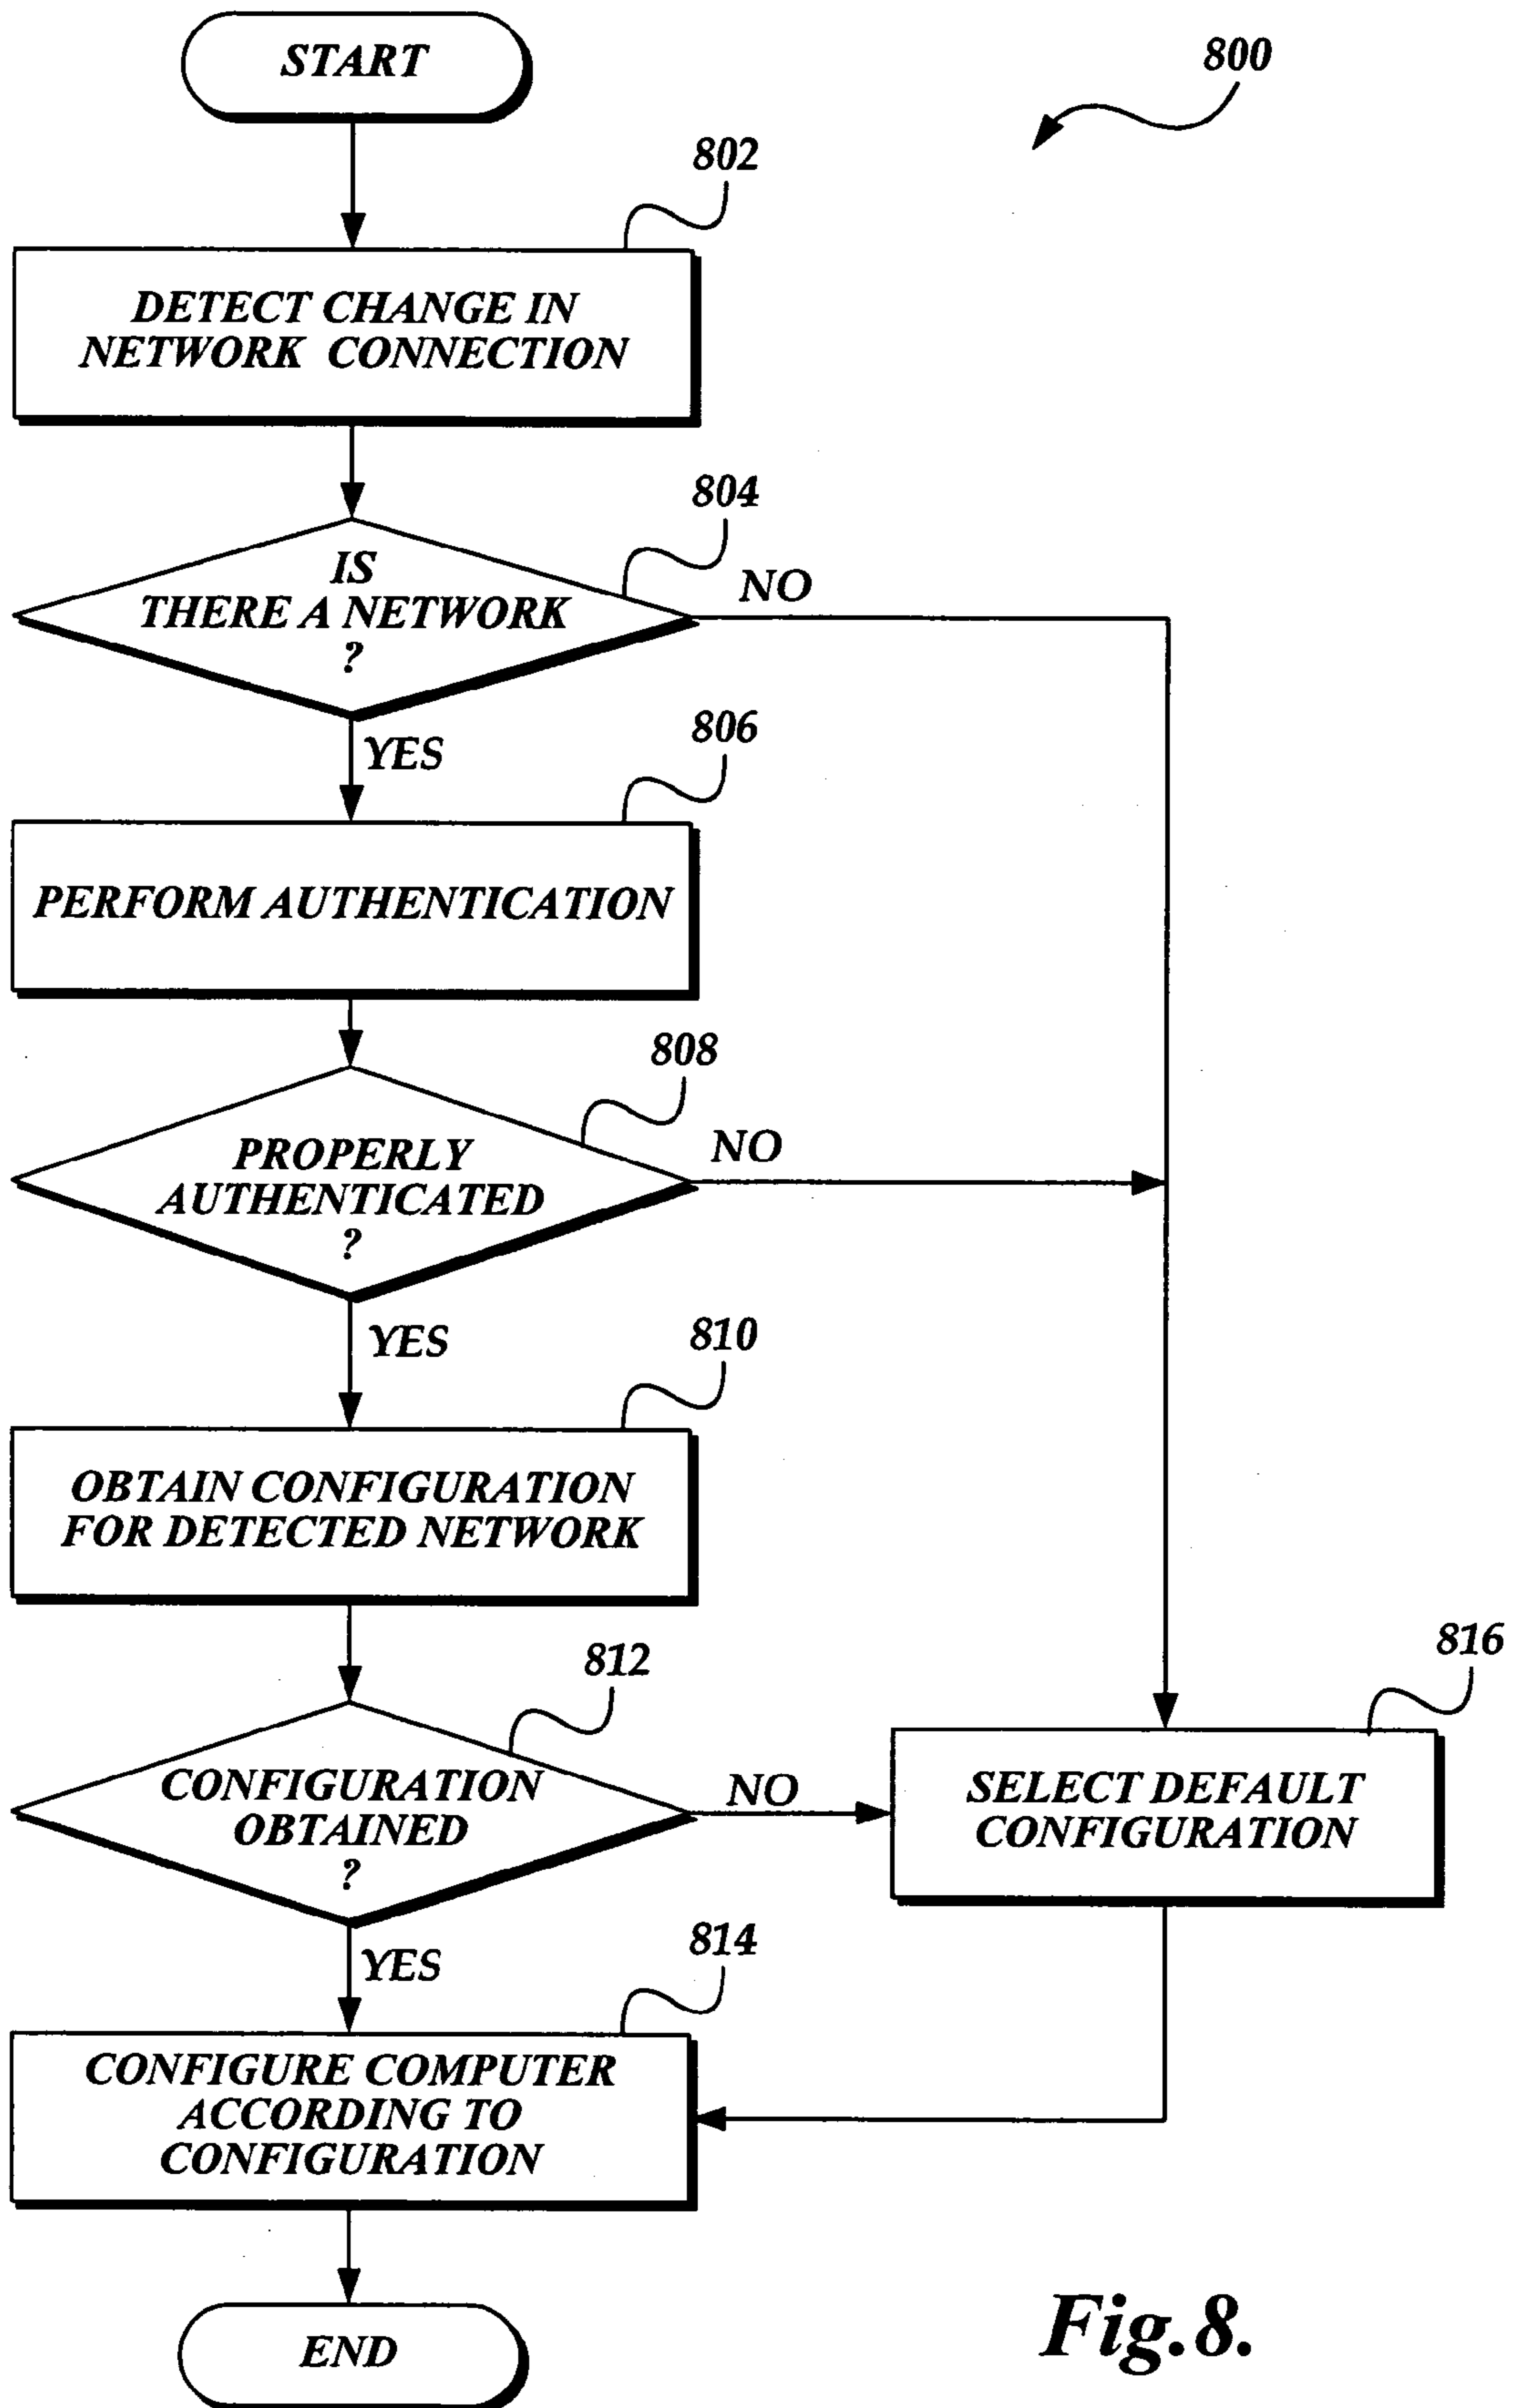 START
800
802
DETECT CHANGE IN
NETWORK CONNECTION
804
IS
THERE A NETWORK
?
NO
YES
806
PERFORM AUTHENTICATION
808
PROPERLY
AUTHENTICATED
?
NO
YES
810
OBTAIN CONFIGURATION
FOR DETECTED NETWORK
812
CONFIGURATION
OBTAINED
?
NO
816
SELECT DEFAULT
CONFIGURATION
YES
814
CONFIGURE COMPUTER
ACCORDING TO
CONFIGURATION
END
Fig.8.